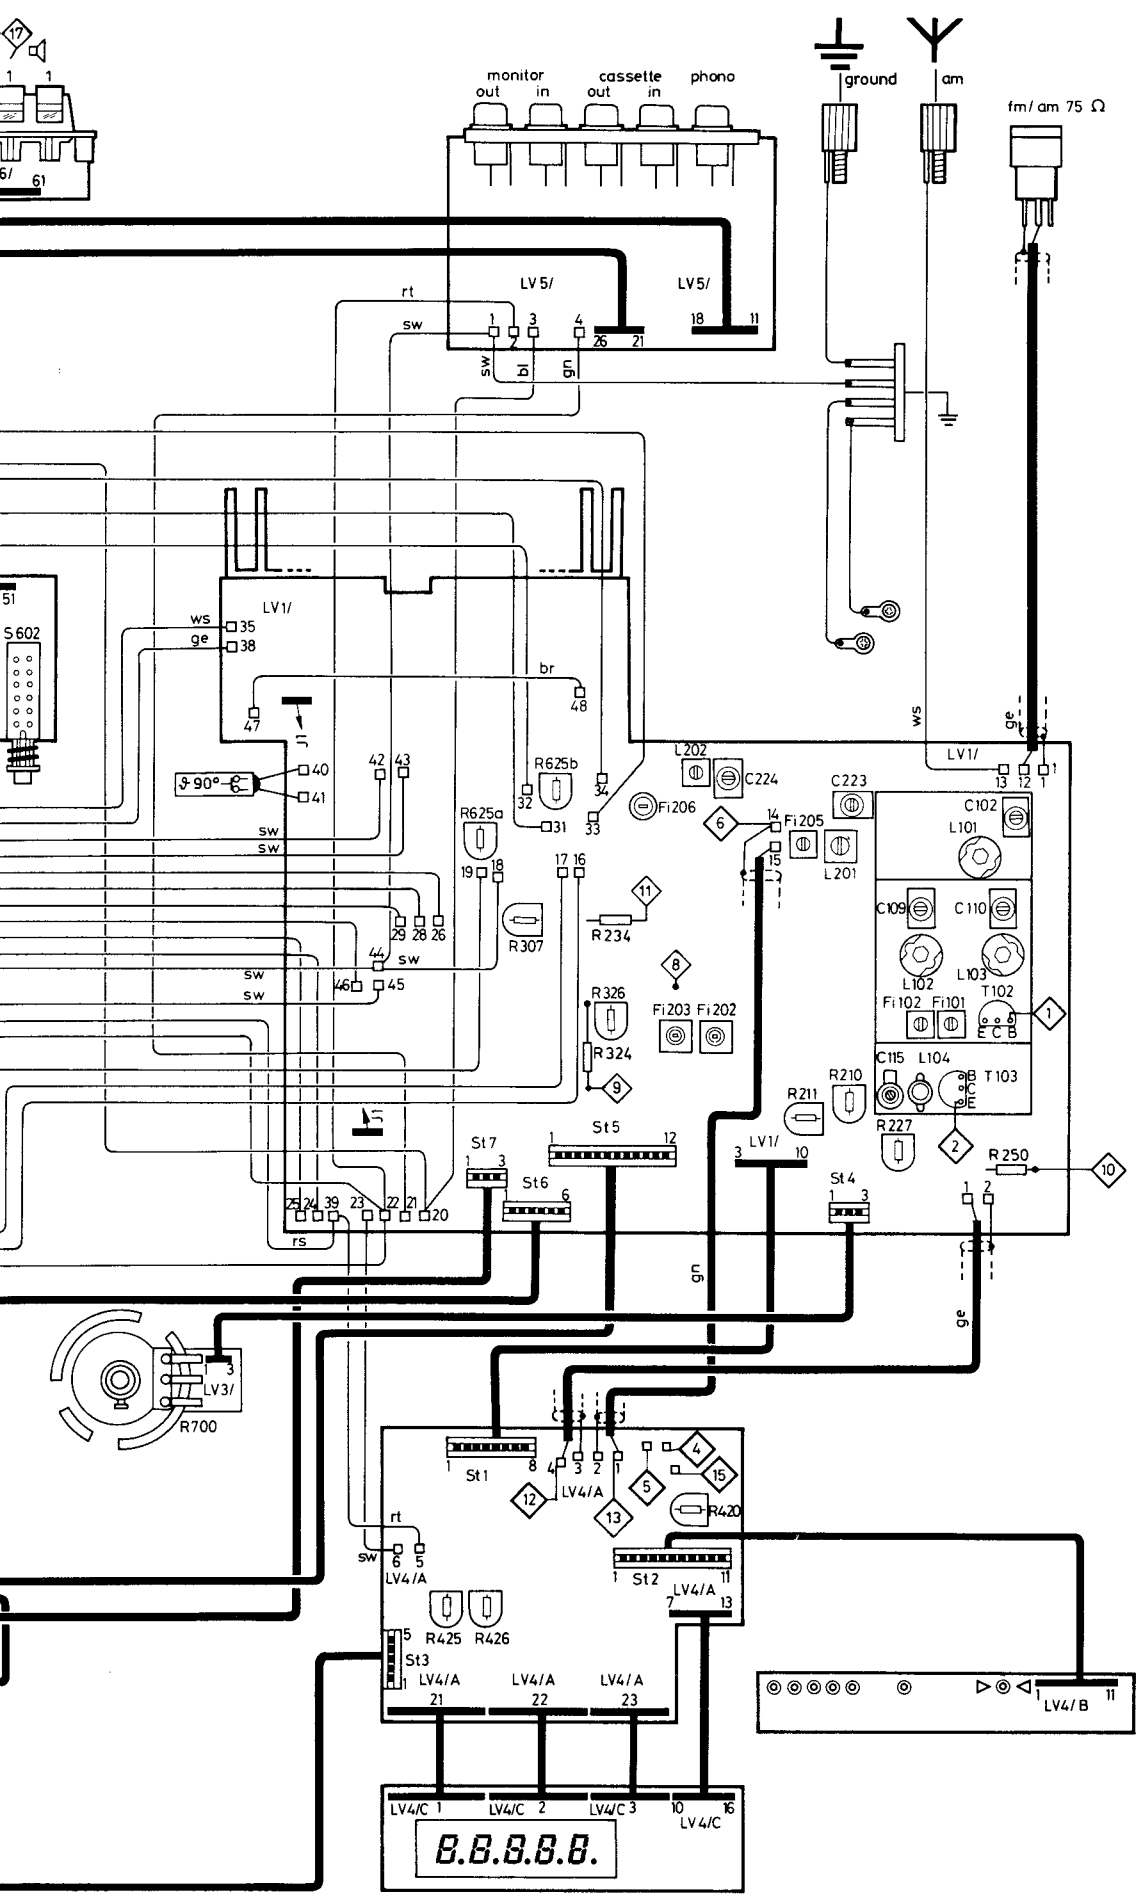 17
ground
am
1 1
monitor cassette phono
out in out in
fm/am 75 Ω
6/ 61
LV5/ LV5/
rt
sw
1 2 3 4 26 21
18 11
sw bl gn
51
S602
LV1/
ws 35
ge 38
br
47 48
J1
ws
ge
LV1/
13 12 1 1
ϑ 90°
40
41
42 43
R625b
32 34
31 33
L202
C224
Fi206
C223
6
14
15
Fi205
L201
C102
L101
R625a
19 18
17 16
sw
sw
29 28 26
R307
R234
11
C109 C110
L102 L103
44
sw
sw
46 45
sw
8
Fi203 Fi202
Fi102 Fi101
T102
E C B
1
R326
R324
9
C115 L104
B
C
E
T103
2
R210
R211
R227
R250
10
J1
St7
1 3
St5
1 12
St6
1 6
LV1/
3 10
St4
1 3
1 2
25 24 39 23 22 21 20
rs
gn
ge
1 3
LV3/
R700
1 8
St1
4 3 2 1
LV4/A
12
13
4
5
15
R420
rt
sw
6 5
LV4/A
1 11
St2
LV4/A
7 13
R425 R426
5
St3
1
LV4/A LV4/A LV4/A
21 22 23
1 11
LV4/B
LV4/C 1 LV4/C 2 LV4/C 3 10 16
LV4/C
8.8.8.8.8.